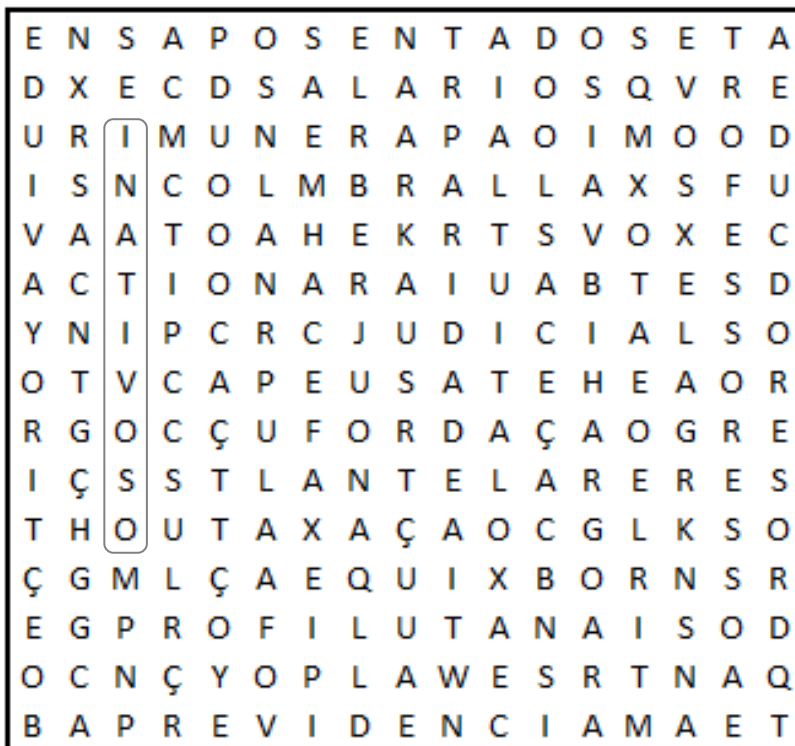 E N S A P O S E N T A D O S E T A
D X E C D S A L A R I O S Q V R E
U R I M U N E R A P A O I M O O D
I S N C O L M B R A L L A X S F U
V A A T O A H E K R T S V O X E C
A C T I O N A R A I U A B T E S D
Y N I P C R C J U D I C I A L S O
O T V C A P E U S A T E H E A O R
R G O C Ç U F O R D A Ç A O G R E
I Ç S S T L A N T E L A R E R E S
T H O U T A X A Ç A O C G L K S O
Ç G M L Ç A E Q U I X B O R N S R
E G P R O F I L U T A N A I S O D
O C N Ç Y O P L A W E S R T N A Q
B A P R E V I D E N C I A M A E T